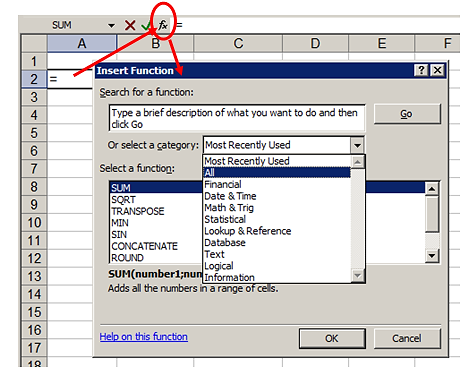 SUM fx =
A B C D E F
1
2 =
3
4
5
6
7
8
9
10
11
12
13
14
15
16
17
18
Insert Function
Search for a function:
Type a brief description of what you want to do and then
click Go
Go
Or select a category: Most Recently Used
Most Recently Used
All
Financial
Date & Time
Math & Trig
Statistical
Lookup & Reference
Database
Text
Logical
Information
Select a function:
SUM
SQRT
TRANSPOSE
MIN
SIN
CONCATENATE
ROUND
SUM(number1;num
Adds all the numbers in a range of cells.
Help on this function
OK Cancel